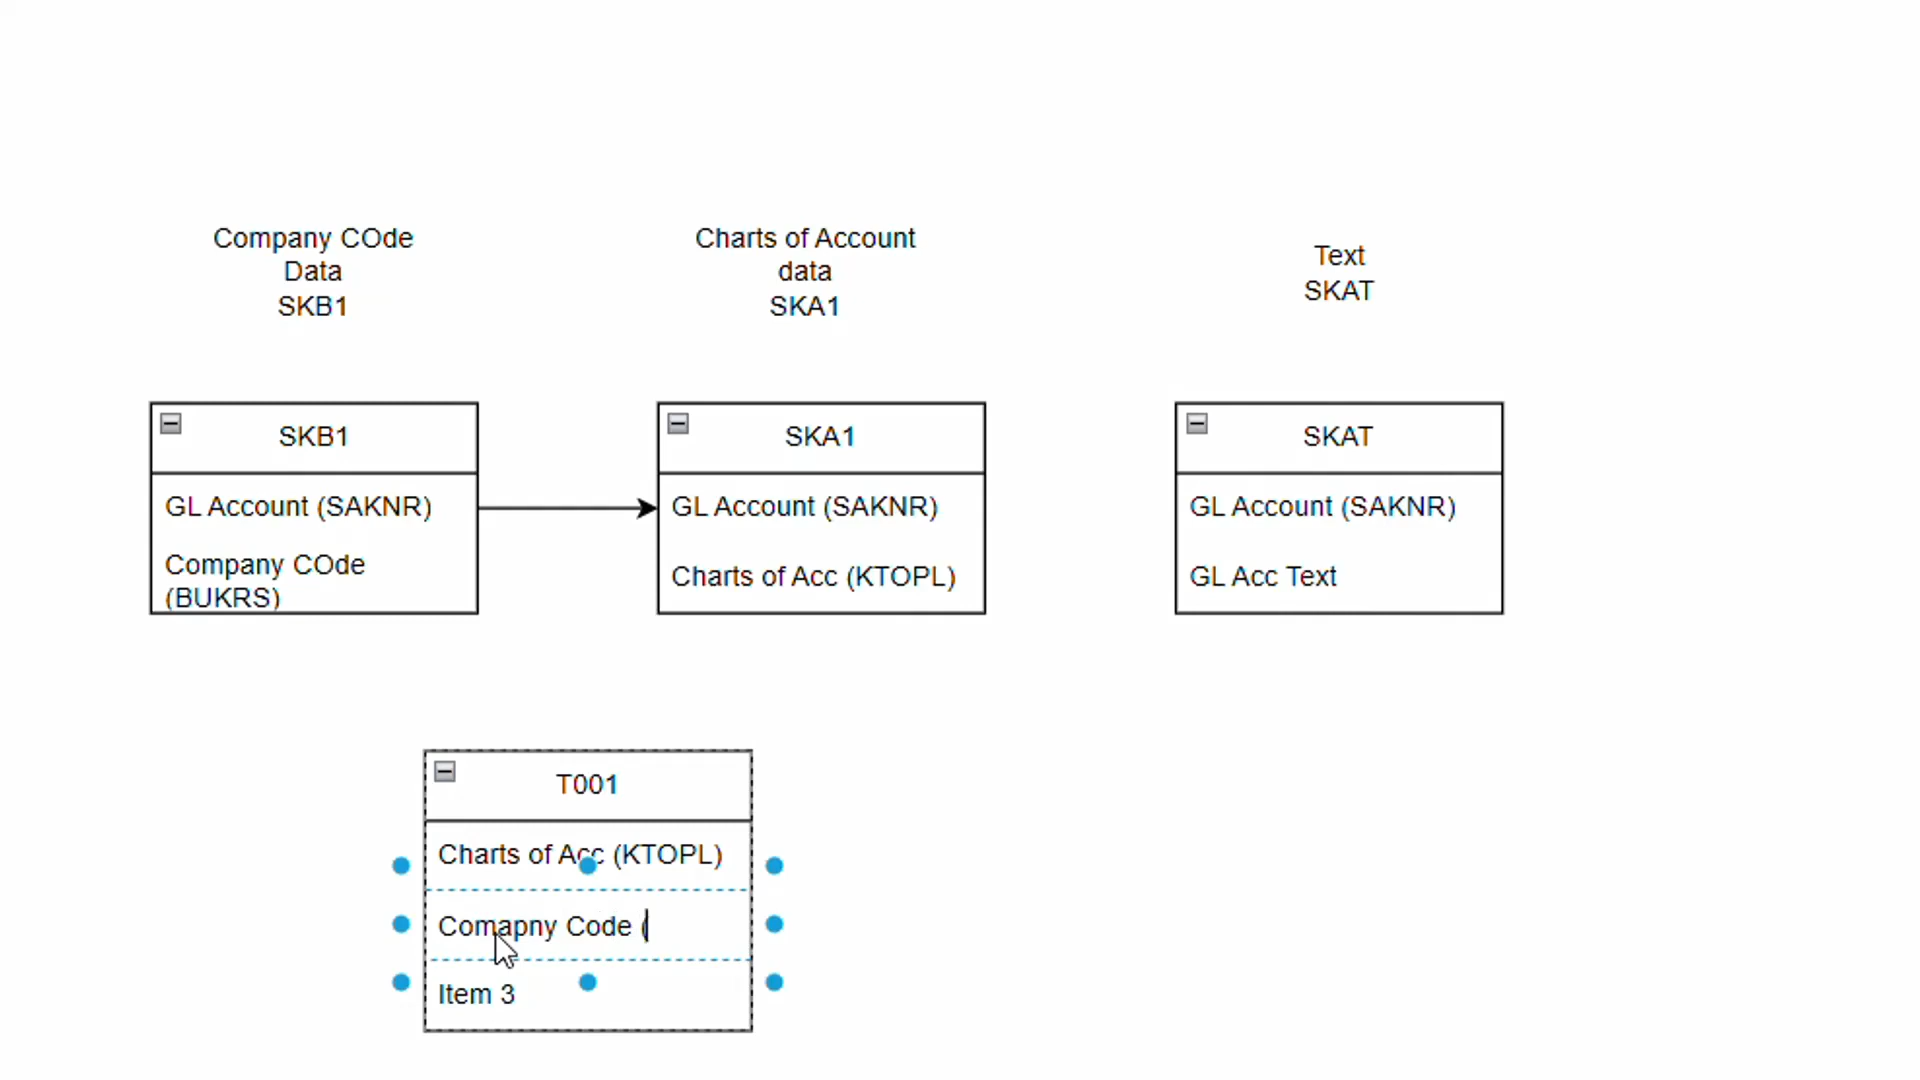 Company COde
Data
SKB1
Charts of Account
data
SKA1
Text
SKAT
SKB1
GL Account (SAKNR)
Company COde
(BUKRS)
SKA1
GL Account (SAKNR)
Charts of Acc (KTOPL)
SKAT
GL Account (SAKNR)
GL Acc Text
T001
Charts of Acc (KTOPL)
Comapny Code (
Item 3